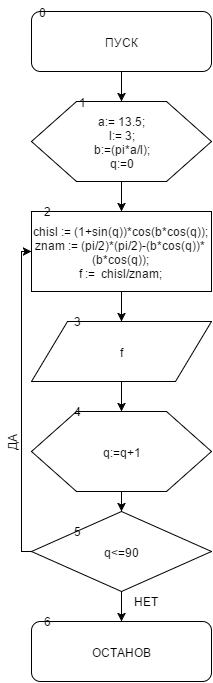 0
ПУСК
1
a:= 13.5;
l:= 3;
b:=(pi*a/l);
q:=0
2
chisl := (1+sin(q))*cos(b*cos(q));
znam := (pi/2)*(pi/2)-(b*cos(q))*
(b*cos(q));
f := chisl/znam;
3
f
4
q:=q+1
ДА
5
q<=90
НЕТ
6
ОСТАНОВ